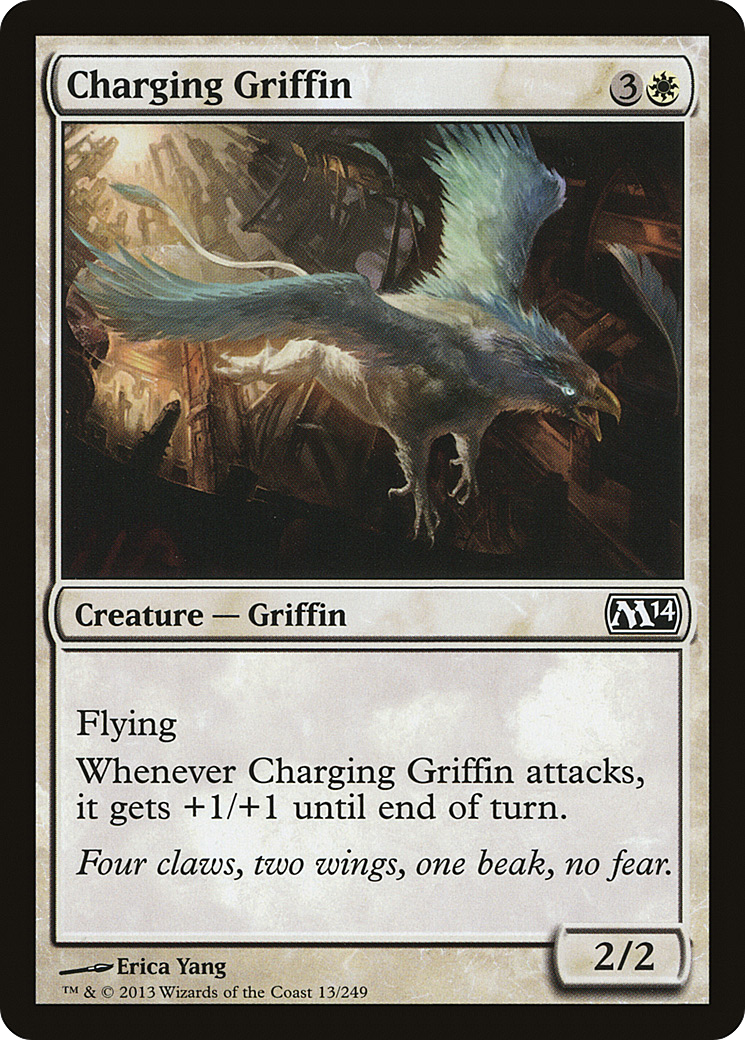 Charging Griffin 3
Creature — Griffin M14
Flying
Whenever Charging Griffin attacks,
it gets +1/+1 until end of turn.
Four claws, two wings, one beak, no fear.
2/2
Erica Yang
™ & © 2013 Wizards of the Coast 13/249